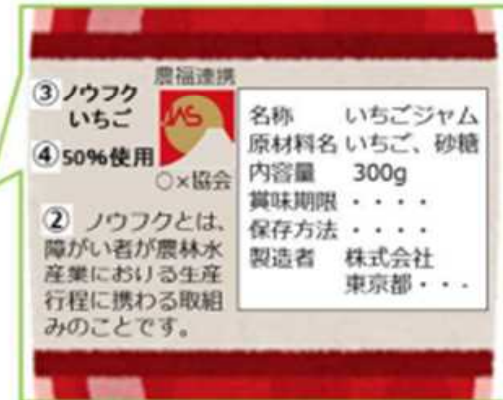 農福連携
③ノウフク
いちご
JAS
④50%使用
○×協会
② ノウフクとは、
障がい者が農林水
産業における生産
行程に携わる取組
みのことです。
名称 いちごジャム
原材料名 いちご、砂糖
内容量 300g
賞味期限 ・・・・
保存方法 ・・・・
製造者 株式会社
東京都・・・